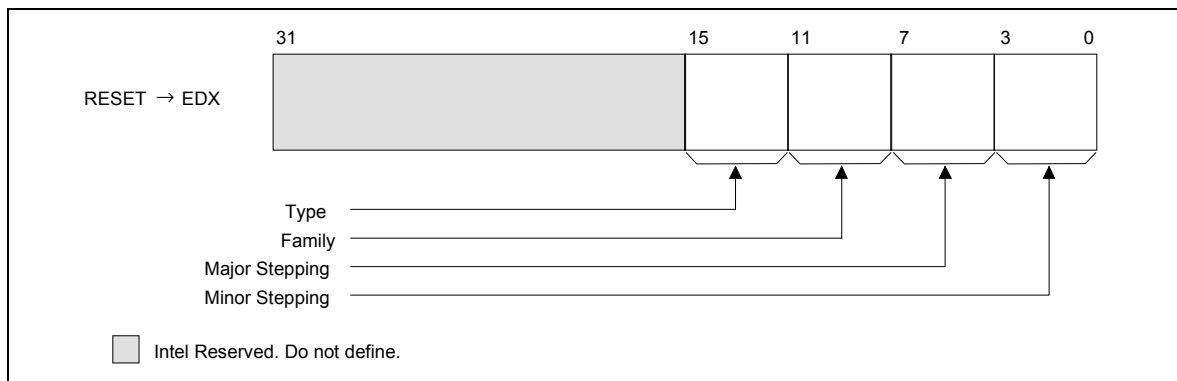 31 15 11 7 3 0
RESET → EDX
Type
Family
Major Stepping
Minor Stepping
Intel Reserved. Do not define.